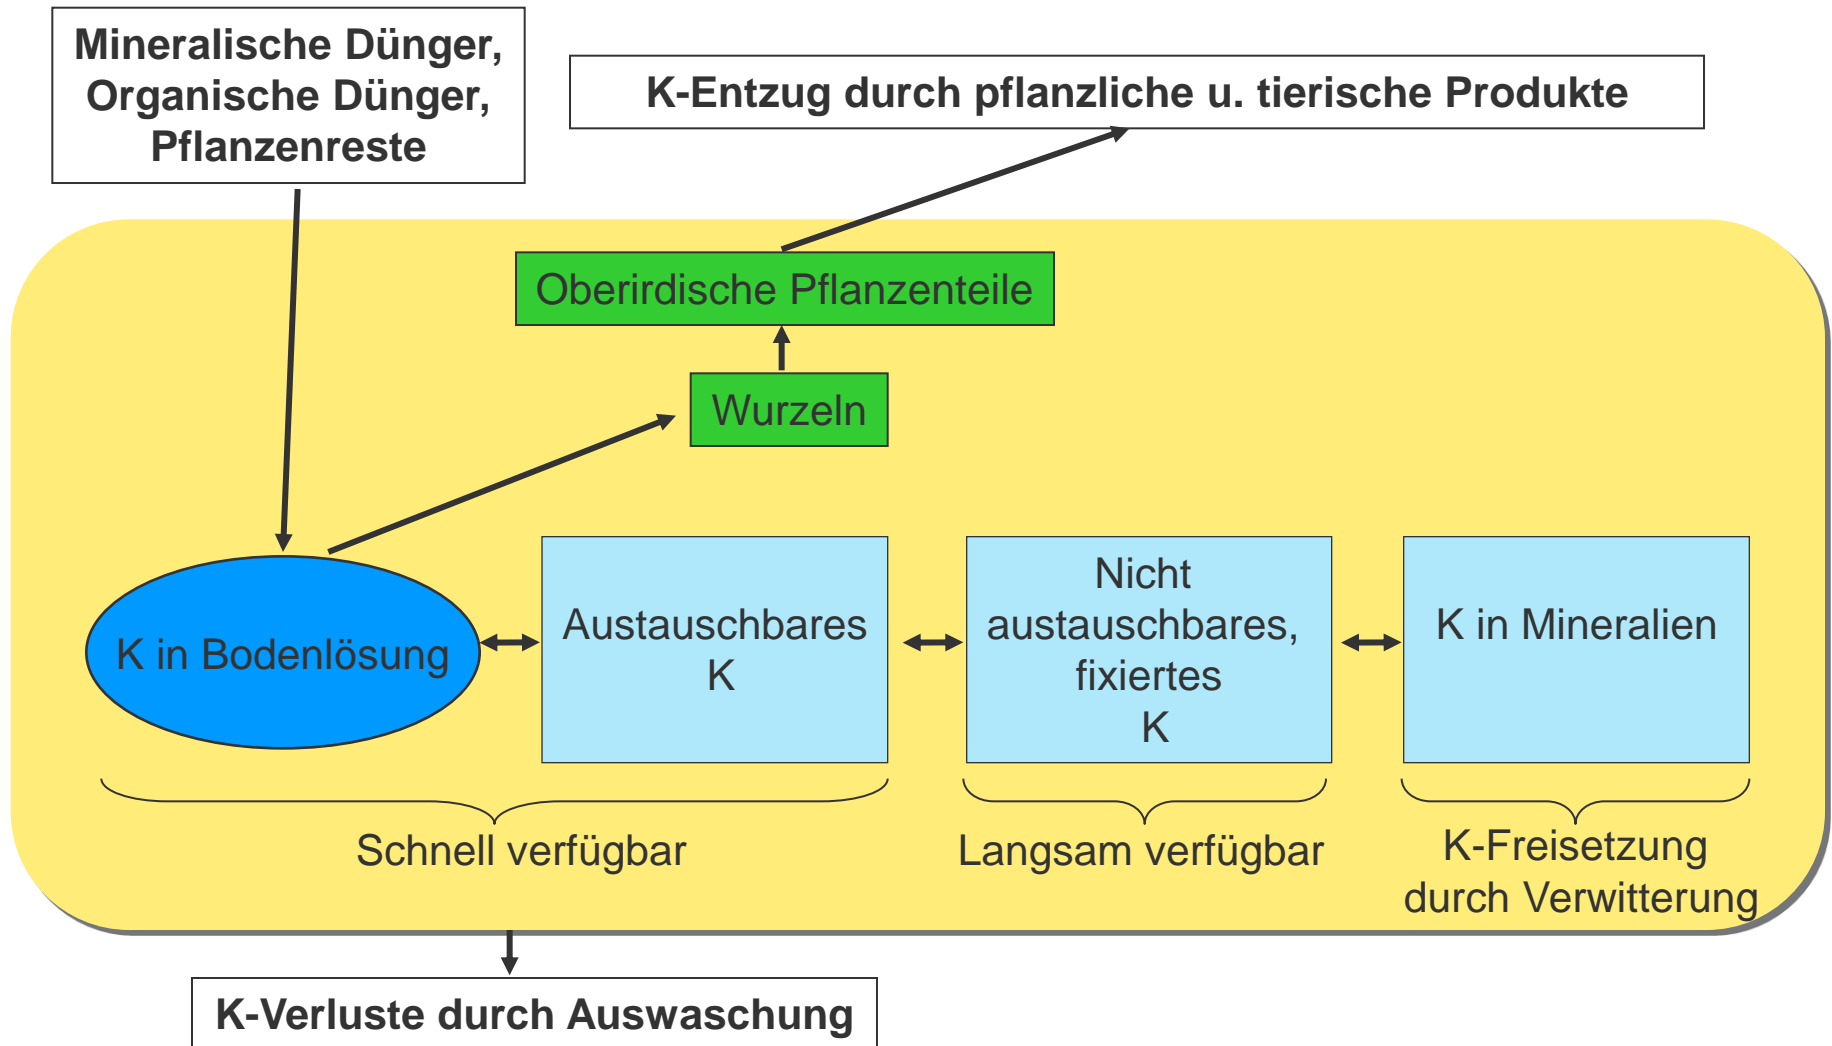 Mineralische Dünger,
Organische Dünger,
Pflanzenreste
K-Entzug durch pflanzliche u. tierische Produkte
Oberirdische Pflanzenteile
Wurzeln
K in Bodenlösung
Austauschbares
K
Nicht
austauschbares,
fixiertes
K
K in Mineralien
Schnell verfügbar
Langsam verfügbar
K-Freisetzung
durch Verwitterung
K-Verluste durch Auswaschung